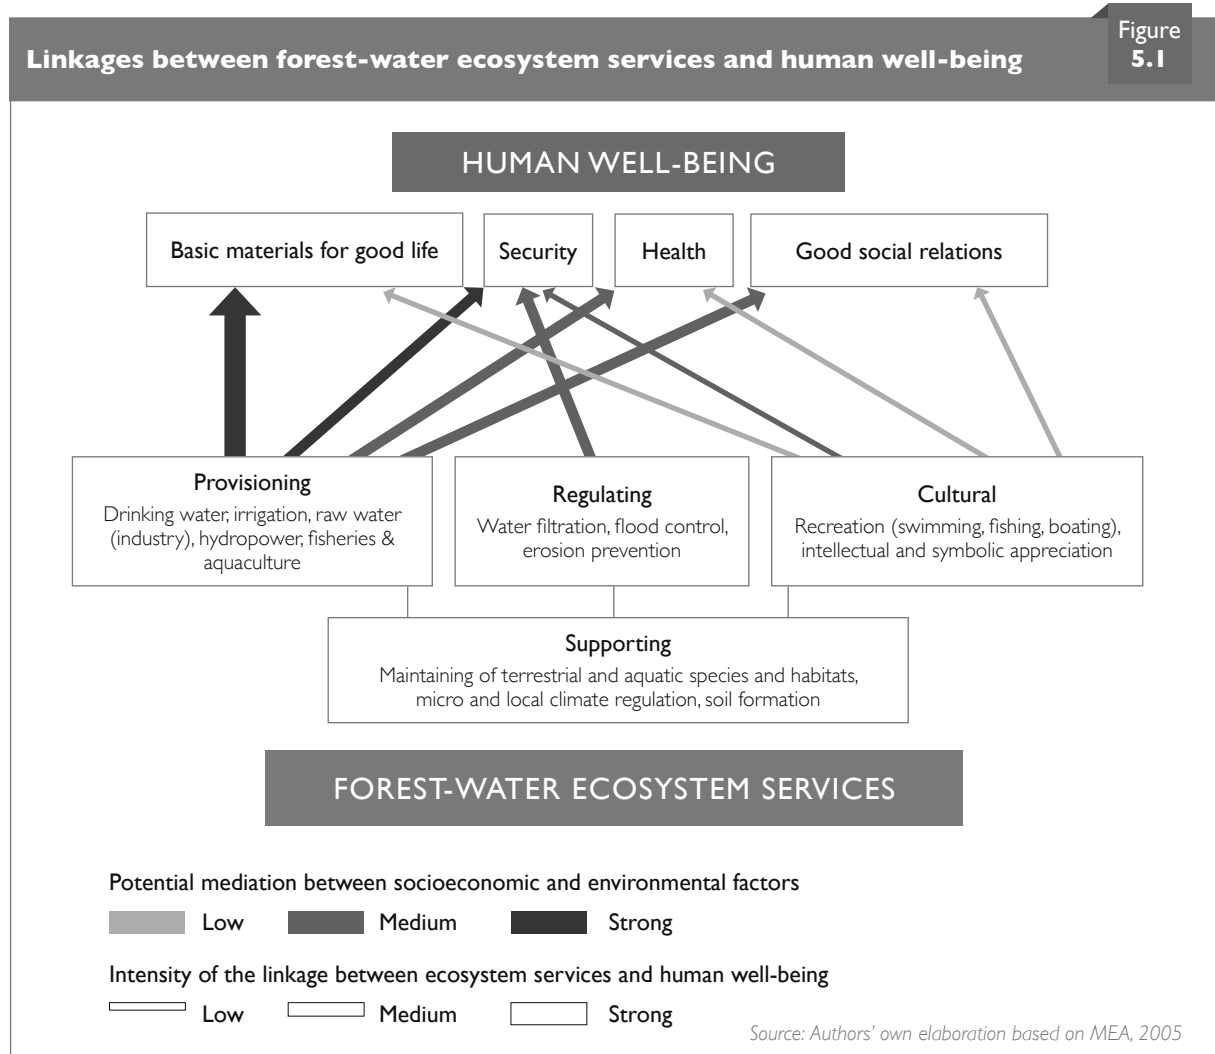 Linkages between forest-water ecosystem services and human well-being
Figure
5.1
HUMAN WELL-BEING
Basic materials for good life
Security
Health
Good social relations
Provisioning
Drinking water, irrigation, raw water
(industry), hydropower, fisheries &
aquaculture
Regulating
Water filtration, flood control,
erosion prevention
Cultural
Recreation (swimming, fishing, boating),
intellectual and symbolic appreciation
Supporting
Maintaining of terrestrial and aquatic species and habitats,
micro and local climate regulation, soil formation
FOREST-WATER ECOSYSTEM SERVICES
Potential mediation between socioeconomic and environmental factors
Low Medium Strong
Intensity of the linkage between ecosystem services and human well-being
Low Medium Strong
Source: Authors' own elaboration based on MEA, 2005